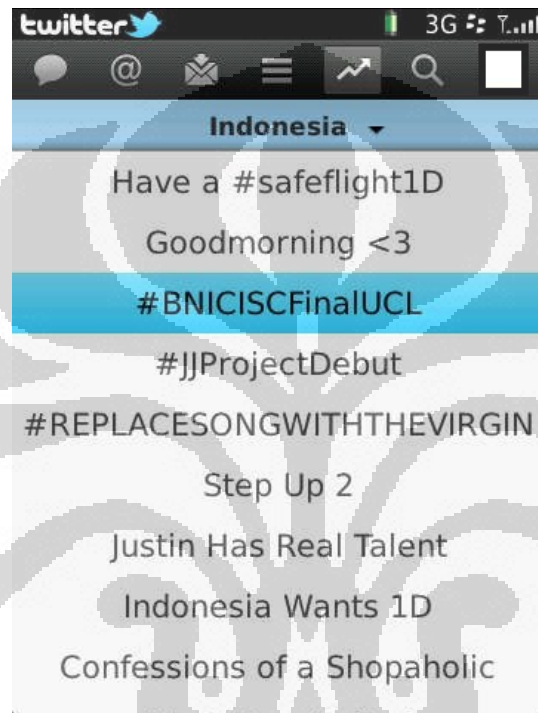 twitter
3G
@
Indonesia
Have a #safeflight1D
Goodmorning <3
#BNICISCFinalUCL
#JJProjectDebut
#REPLACESONGWITHTHEVIRGIN
Step Up 2
Justin Has Real Talent
Indonesia Wants 1D
Confessions of a Shopaholic